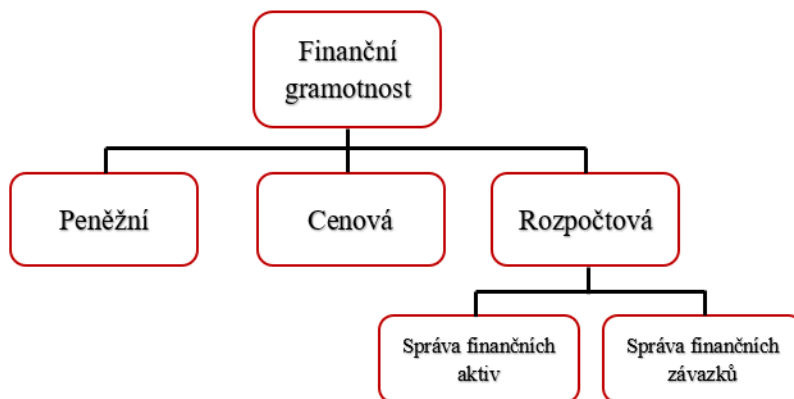 Finanční
gramotnost
Peněžní
Cenová
Rozpočtová
Správa finančních
aktiv
Správa finančních
závazků